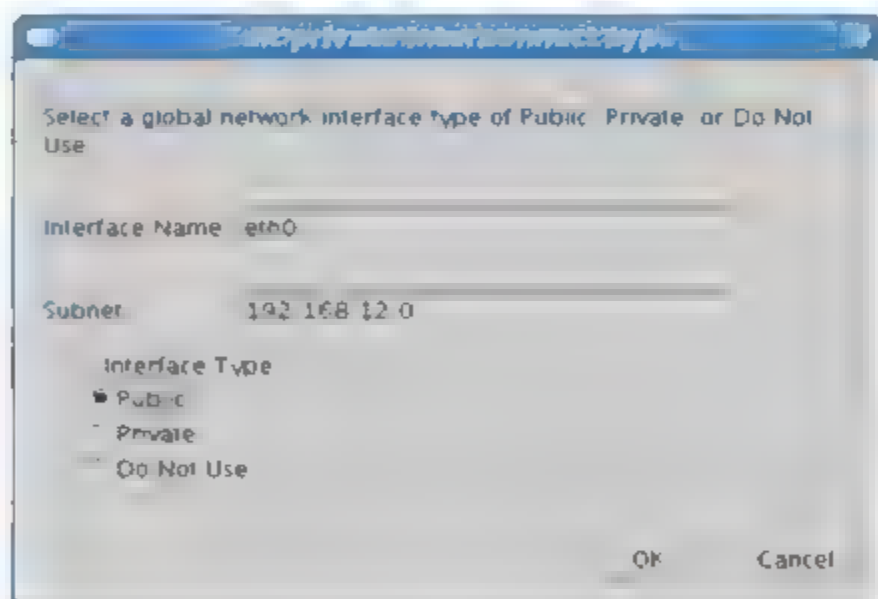 Select a global network interface type of Public Private or Do Not
Use
Interface Name eth0
Subnet 192 168 12 0
Interface Type
Public
Private
Do Not Use
OK Cancel